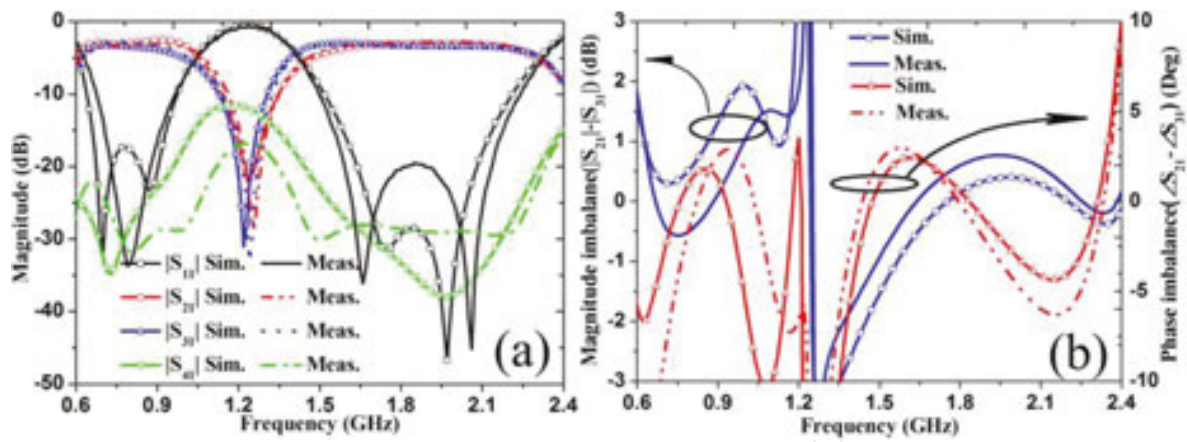 0
-10
-20
-30
-40
-50
Magnitude (dB)
|S11| Sim. Meas.
|S21| Sim. Meas.
|S31| Sim. Meas.
|S41| Sim. Meas.
(a)
0.6 0.9 1.2 1.5 1.8 2.1 2.4
Frequency (GHz)
3
2
1
0
-1
-2
-3
Magnitude imbalane(|S21|-|S31|) (dB)
Sim.
Meas.
Sim.
Meas.
(b)
10
5
0
-5
-10
Phase imbalance(∠S21-∠S31) (Deg)
0.6 0.9 1.2 1.5 1.8 2.1 2.4
Frequency (GHz)